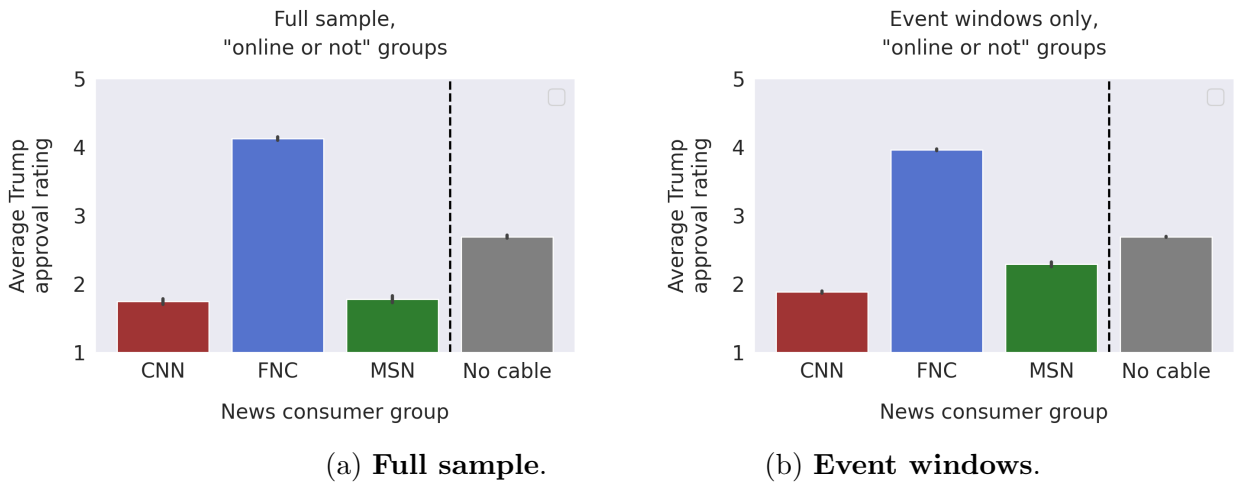 Full sample,
"online or not" groups
5
4
3
2
1
Average Trump
approval rating
CNN
FNC
MSN
No cable
News consumer group
(a) Full sample.
Event windows only,
"online or not" groups
5
4
3
2
1
Average Trump
approval rating
CNN
FNC
MSN
No cable
News consumer group
(b) Event windows.